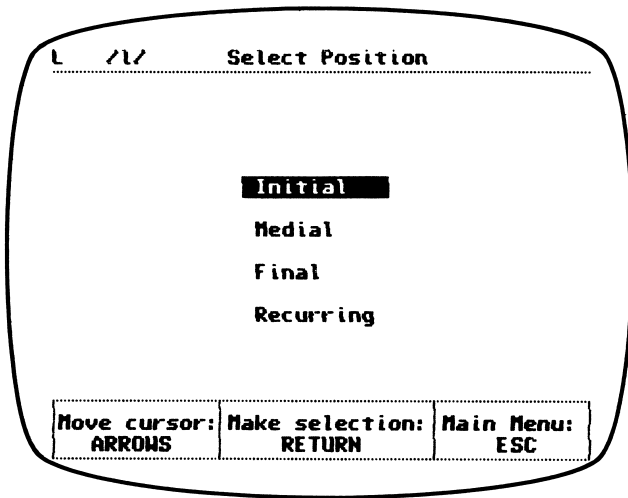 L /l/ Select Position
Initial
Medial
Final
Recurring
Move cursor: Make selection: Main Menu:
ARROWS RETURN ESC